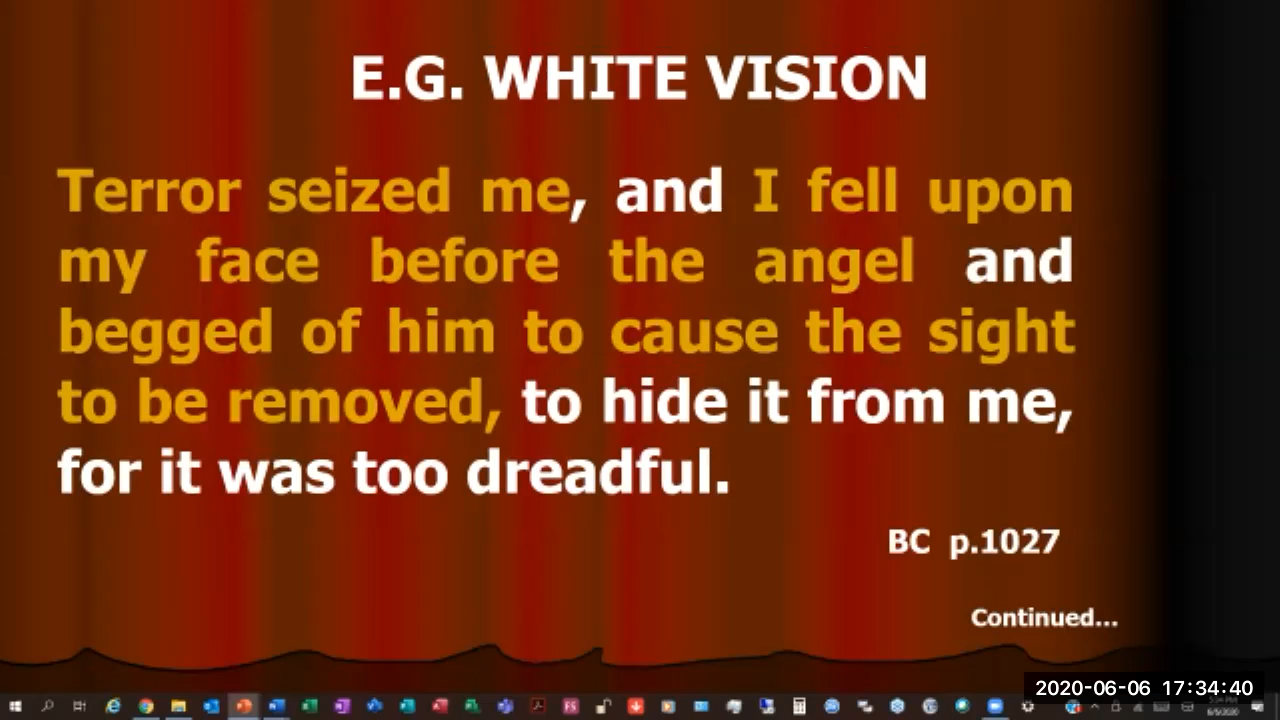 E.G. WHITE VISION
Terror seized me, and I fell upon
my face before the angel and
begged of him to cause the sight
to be removed, to hide it from me,
for it was too dreadful.
BC p.1027
Continued...
2020-06-06 17:34:40